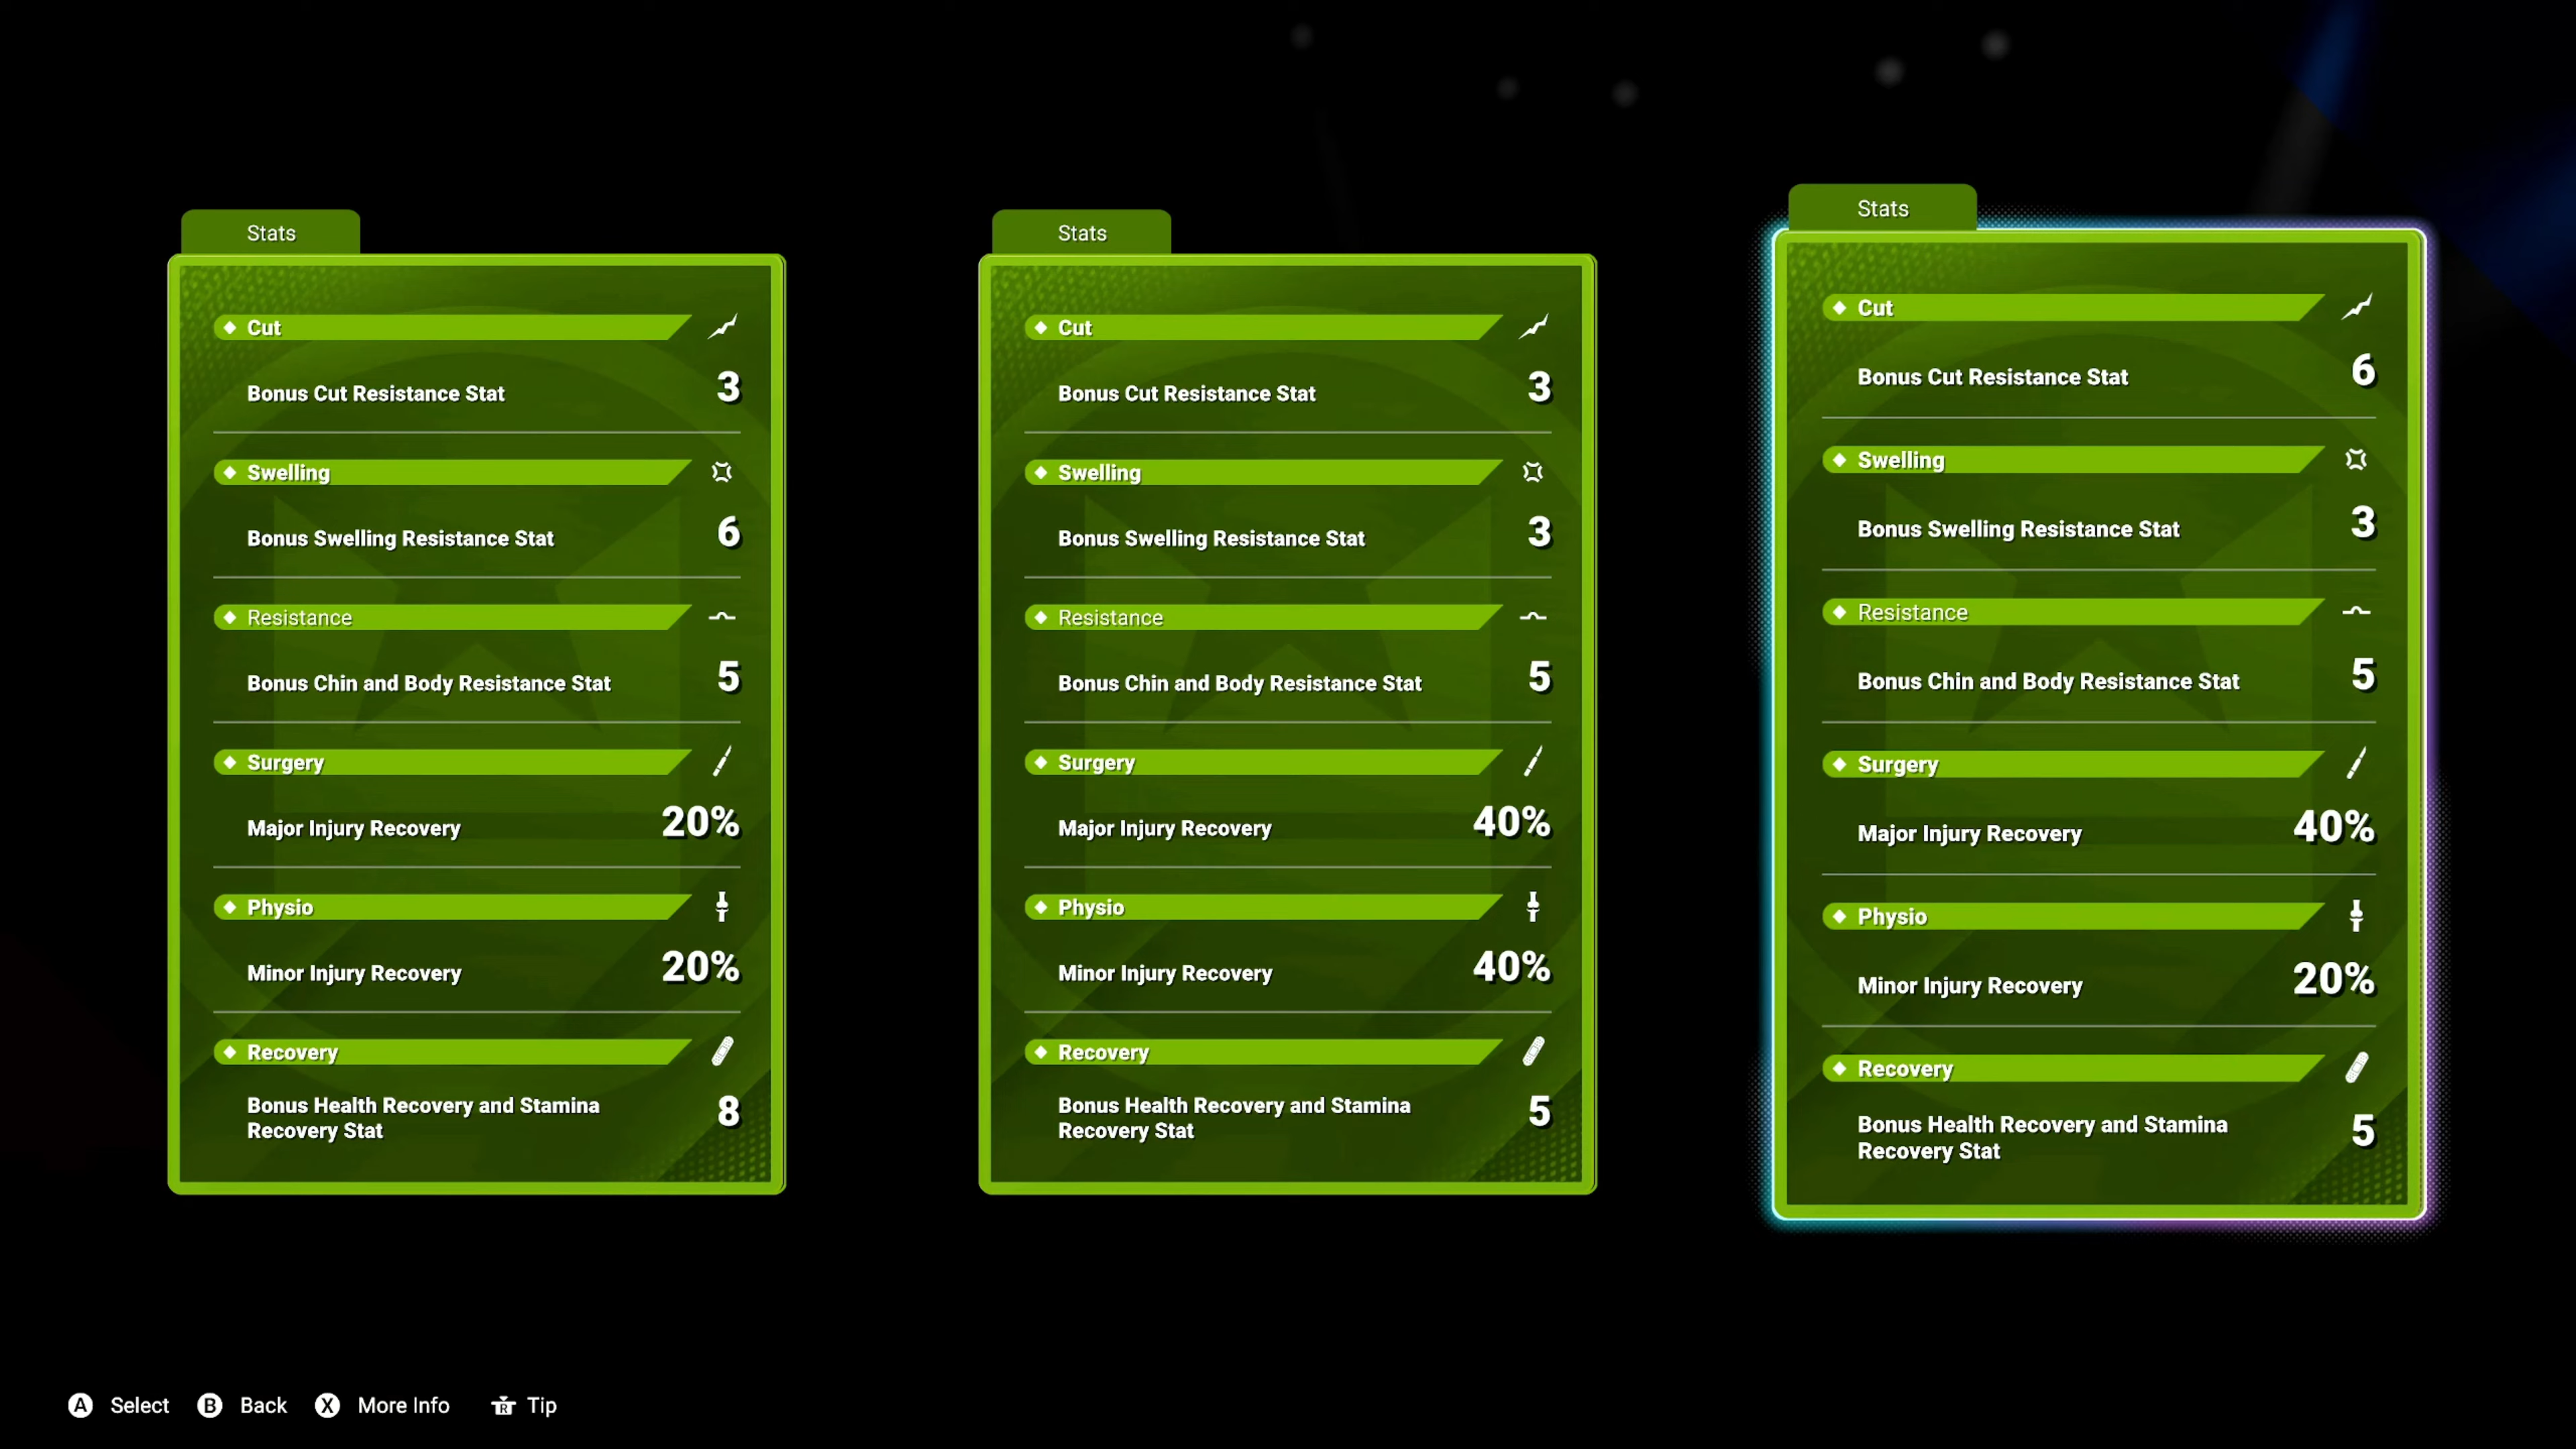 Stats
Cut
Bonus Cut Resistance Stat 3
Swelling
Bonus Swelling Resistance Stat 6
Resistance
Bonus Chin and Body Resistance Stat 5
Surgery
Major Injury Recovery 20%
Physio
Minor Injury Recovery 20%
Recovery
Bonus Health Recovery and Stamina
Recovery Stat 8
Stats
Cut
Bonus Cut Resistance Stat 3
Swelling
Bonus Swelling Resistance Stat 3
Resistance
Bonus Chin and Body Resistance Stat 5
Surgery
Major Injury Recovery 40%
Physio
Minor Injury Recovery 40%
Recovery
Bonus Health Recovery and Stamina
Recovery Stat 5
Stats
Cut
Bonus Cut Resistance Stat 6
Swelling
Bonus Swelling Resistance Stat 3
Resistance
Bonus Chin and Body Resistance Stat 5
Surgery
Major Injury Recovery 40%
Physio
Minor Injury Recovery 20%
Recovery
Bonus Health Recovery and Stamina
Recovery Stat 5
A Select B Back X More Info R Tip